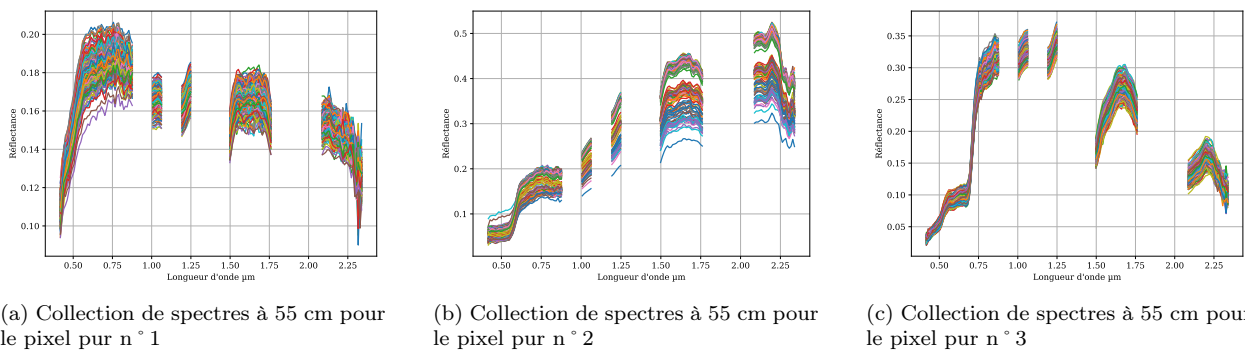 0.20
0.18
0.16
0.14
0.12
0.10
Réflectance
0.50 0.75 1.00 1.25 1.50 1.75 2.00 2.25
Longueur d'onde µm
0.5
0.4
0.3
0.2
0.1
Réflectance
0.50 0.75 1.00 1.25 1.50 1.75 2.00 2.25
Longueur d'onde µm
0.35
0.30
0.25
0.20
0.15
0.10
0.05
Réflectance
0.50 0.75 1.00 1.25 1.50 1.75 2.00 2.25
Longueur d'onde µm
(a) Collection de spectres à 55 cm pour
le pixel pur n°1
(b) Collection de spectres à 55 cm pour
le pixel pur n°2
(c) Collection de spectres à 55 cm pour
le pixel pur n°3